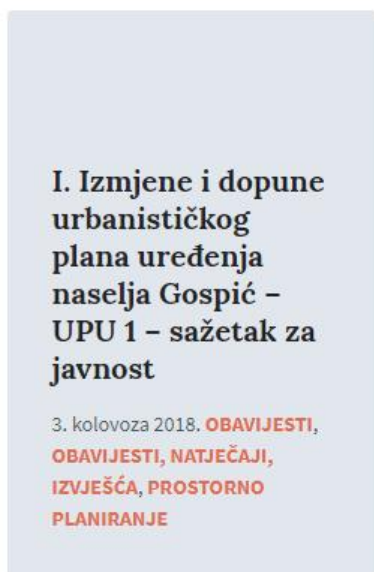 I. Izmjene i dopune
urbanističkog
plana uređenja
naselja Gospić –
UPU 1 – sažetak za
javnost
3. kolovoza 2018. OBAVIJESTI,
OBAVIJESTI, NATJEČAJI,
IZVJEŠĆA, PROSTORNO
PLANIRANJE